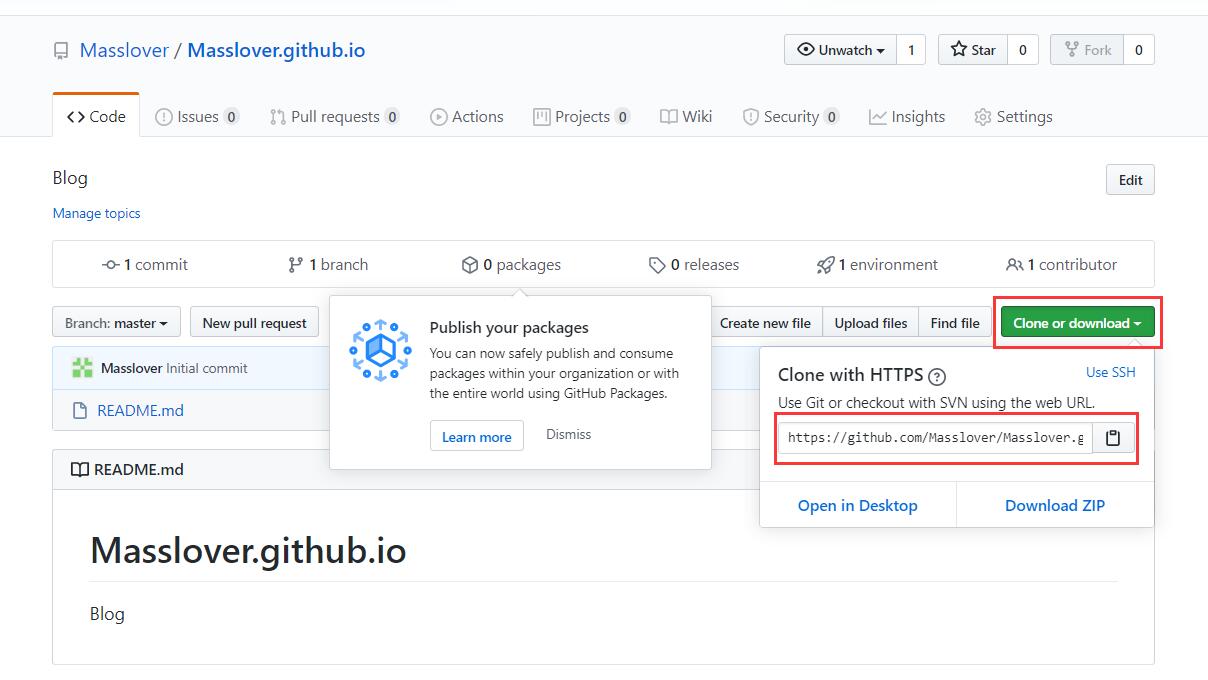 Masslover / Masslover.github.io
Unwatch 1 Star 0 Fork 0
Code Issues 0 Pull requests 0 Actions Projects 0 Wiki Security 0 Insights Settings
Blog
Edit
Manage topics
1 commit 1 branch 0 packages 0 releases 1 environment 1 contributor
Branch: master New pull request Create new file Upload files Find file Clone or download
Publish your packages
You can now safely publish and consume
packages within your organization or with
the entire world using GitHub Packages.
Learn more Dismiss
Masslover Initial commit
README.md
Clone with HTTPS ? Use SSH
Use Git or checkout with SVN using the web URL.
https://github.com/Masslover/Masslover.g
Open in Desktop Download ZIP
README.md
Masslover.github.io
Blog